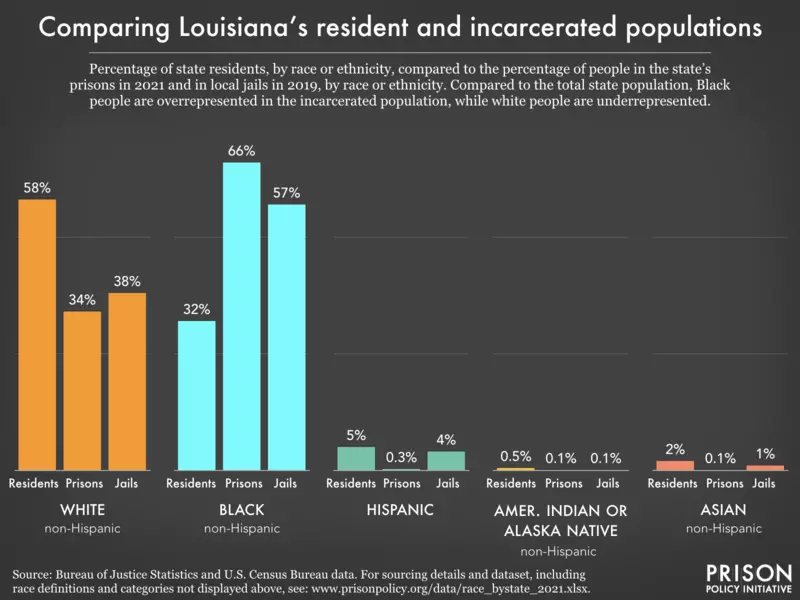 Comparing Louisiana's resident and incarcerated populations
Percentage of state residents, by race or ethnicity, compared to the percentage of people in the state's
prisons in 2021 and in local jails in 2019, by race or ethnicity. Compared to the total state population, Black
people are overrepresented in the incarcerated population, while white people are underrepresented.
58%
34%
38%
Residents Prisons Jails
WHITE
non-Hispanic
32%
66%
57%
Residents Prisons Jails
BLACK
non-Hispanic
5%
0.3%
4%
Residents Prisons Jails
HISPANIC
0.5%
0.1%
0.1%
Residents Prisons Jails
AMER. INDIAN OR
ALASKA NATIVE
non-Hispanic
2%
0.1%
1%
Residents Prisons Jails
ASIAN
non-Hispanic
Source: Bureau of Justice Statistics and U.S. Census Bureau data. For sourcing details and dataset, including
race definitions and categories not displayed above, see: www.prisonpolicy.org/data/race_bystate_2021.xlsx.
PRISON
POLICY INITIATIVE